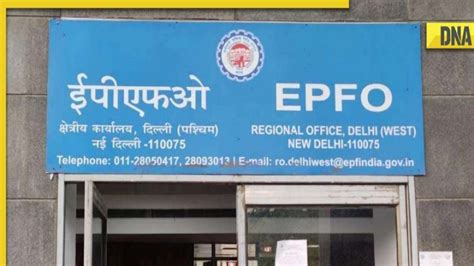 DNA
ईपीएफओ
क्षेत्रीय कार्यालय, दिल्ली (पश्चिम)
नई दिल्ली -110075
EPFO
REGIONAL OFFICE, DELHI (WEST)
NEW DELHI-110075
Telephone: 011-28050417, 28093013 E-mail: ro.delhiwest@epfindia.gov.in